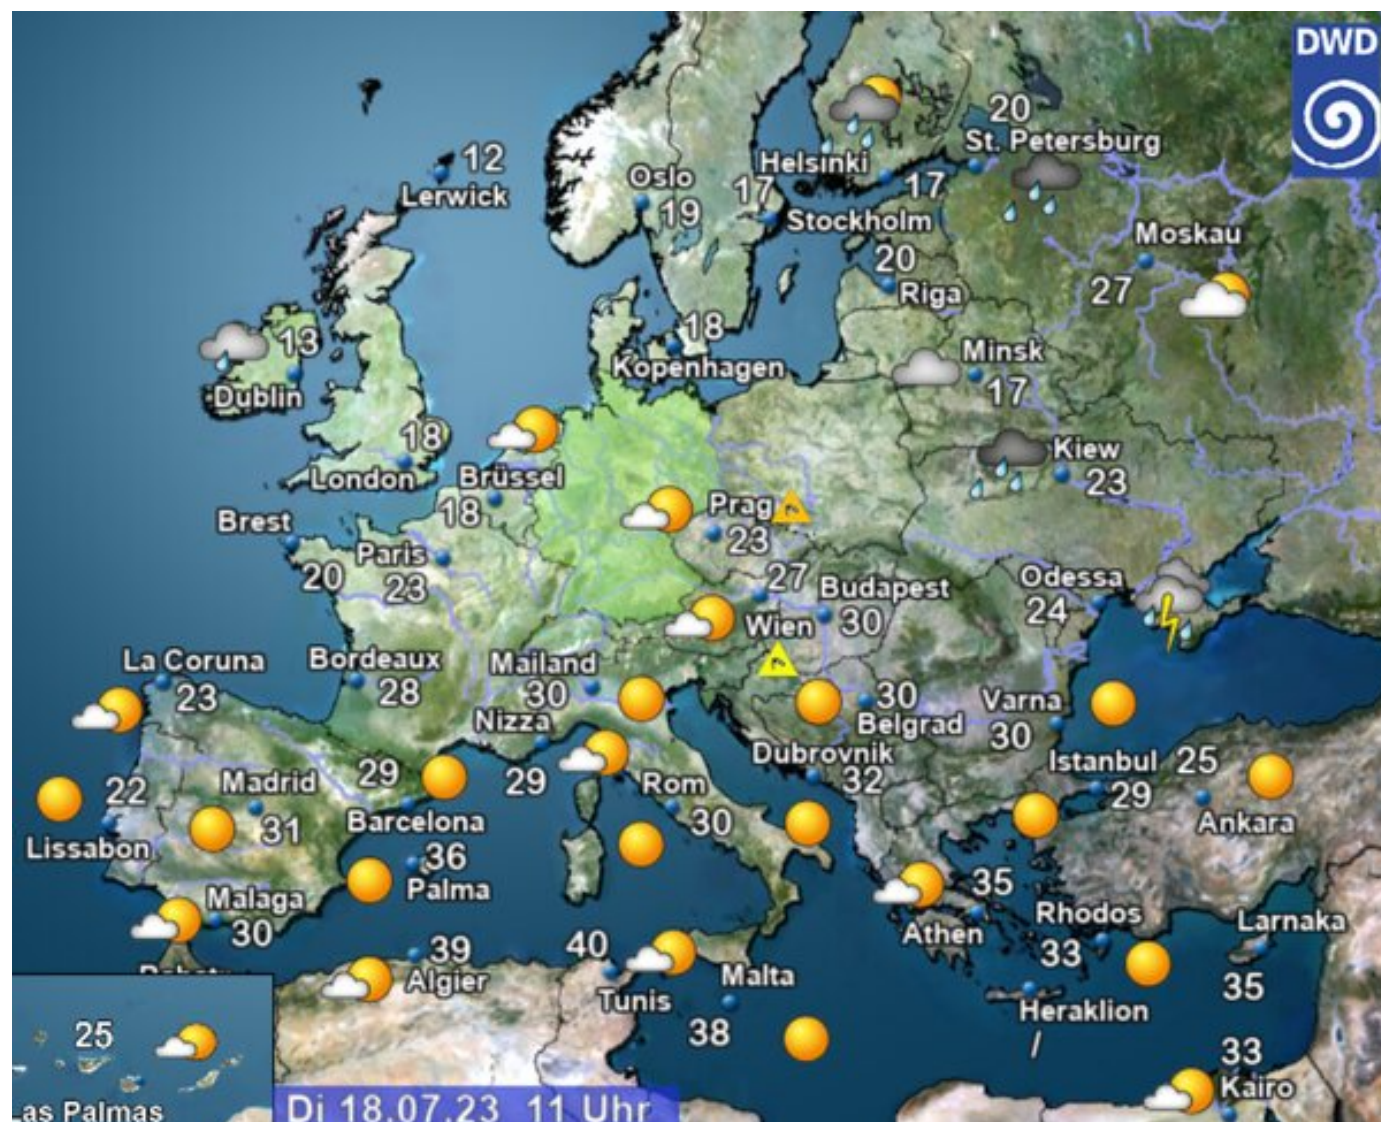 DWD
20
St. Petersburg
12
Lerwick
Oslo
19
17
Stockholm
Helsinki
17
Moskau
27
20
Riga
13
Dublin
18
Kopenhagen
Minsk
17
18
London
Brüssel
18
Kiew
23
Prag
23
Brest
20
Paris
23
27
Wien
Budapest
30
Odessa
24
La Coruna
23
Bordeaux
28
Mailand
30
Nizza
29
30
Belgrad
Varna
30
Dubrovnik
32
Istanbul
29
25
Ankara
22
Lissabon
Madrid
31
29
Barcelona
Rom
30
36
Palma
Malaga
30
35
Athen
Rhodos
33
Larnaka
35
39
Algier
40
Tunis
Malta
38
Heraklion
/
25
as Palmas
33
Kairo
Di 18.07.23 11 Uhr